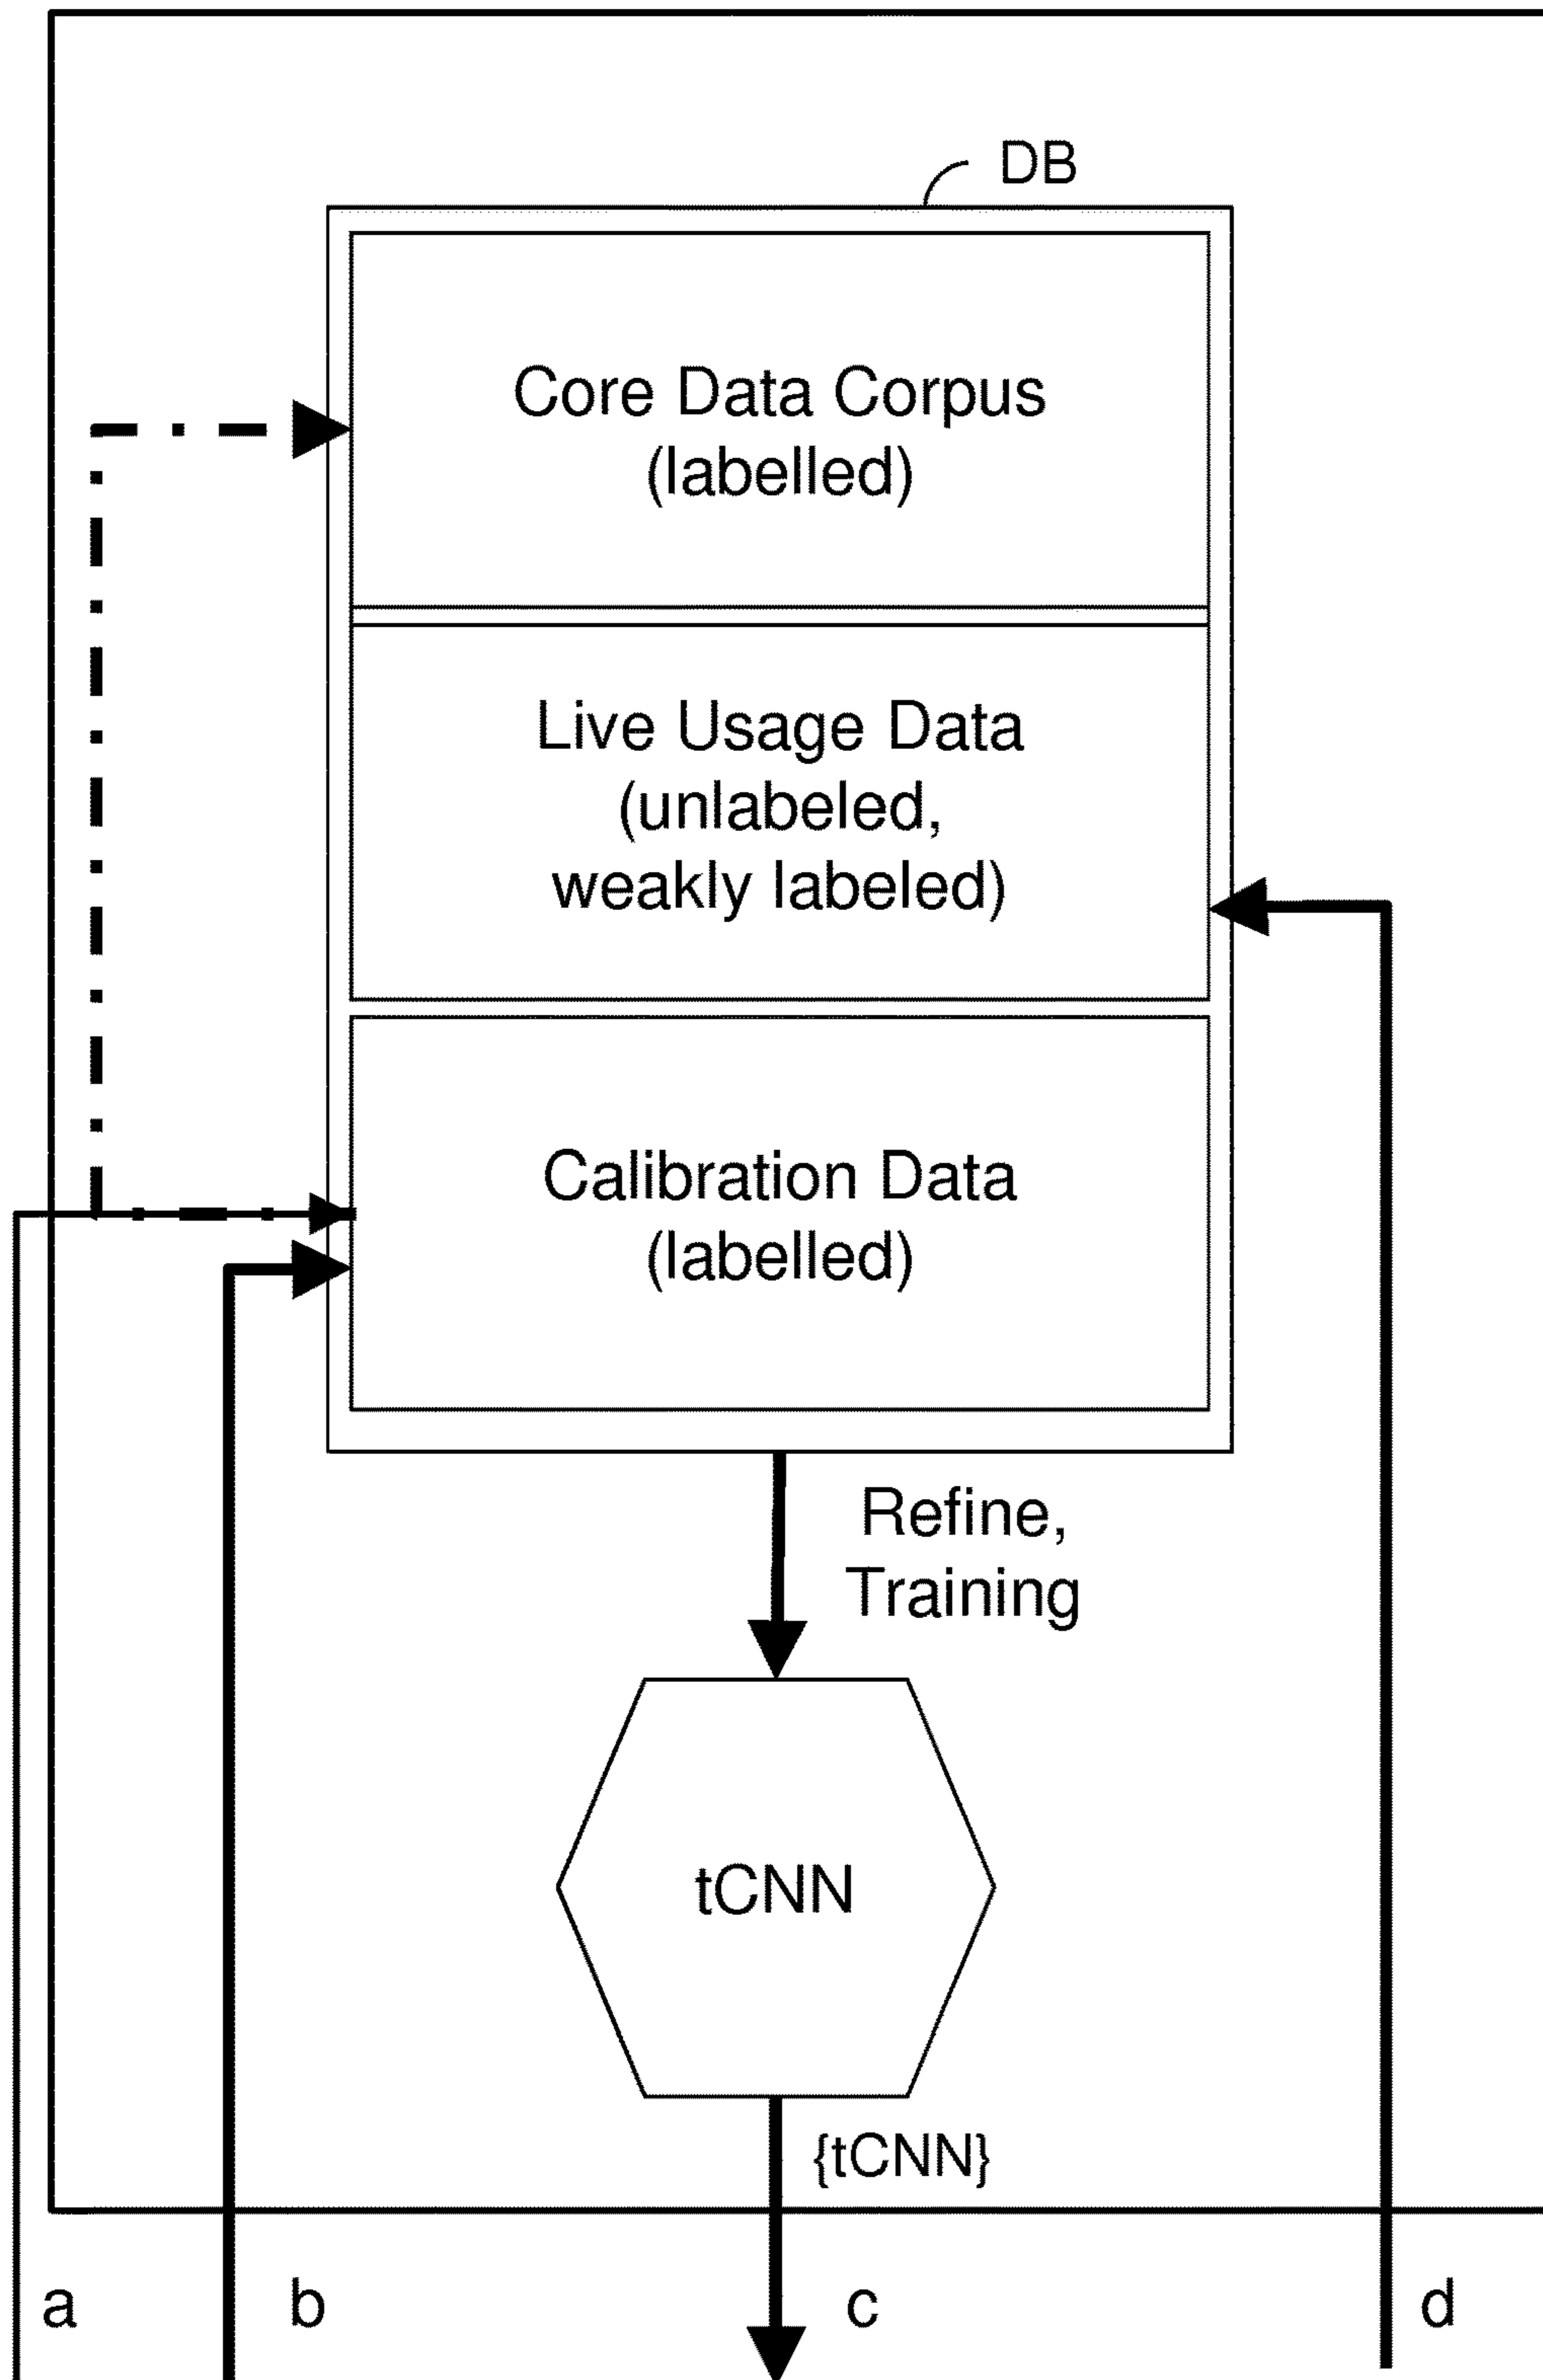 DB
Core Data Corpus
(labelled)
Live Usage Data
(unlabeled,
weakly labeled)
Calibration Data
(labelled)
Refine,
Training
tCNN
{tCNN}
a
b
c
d